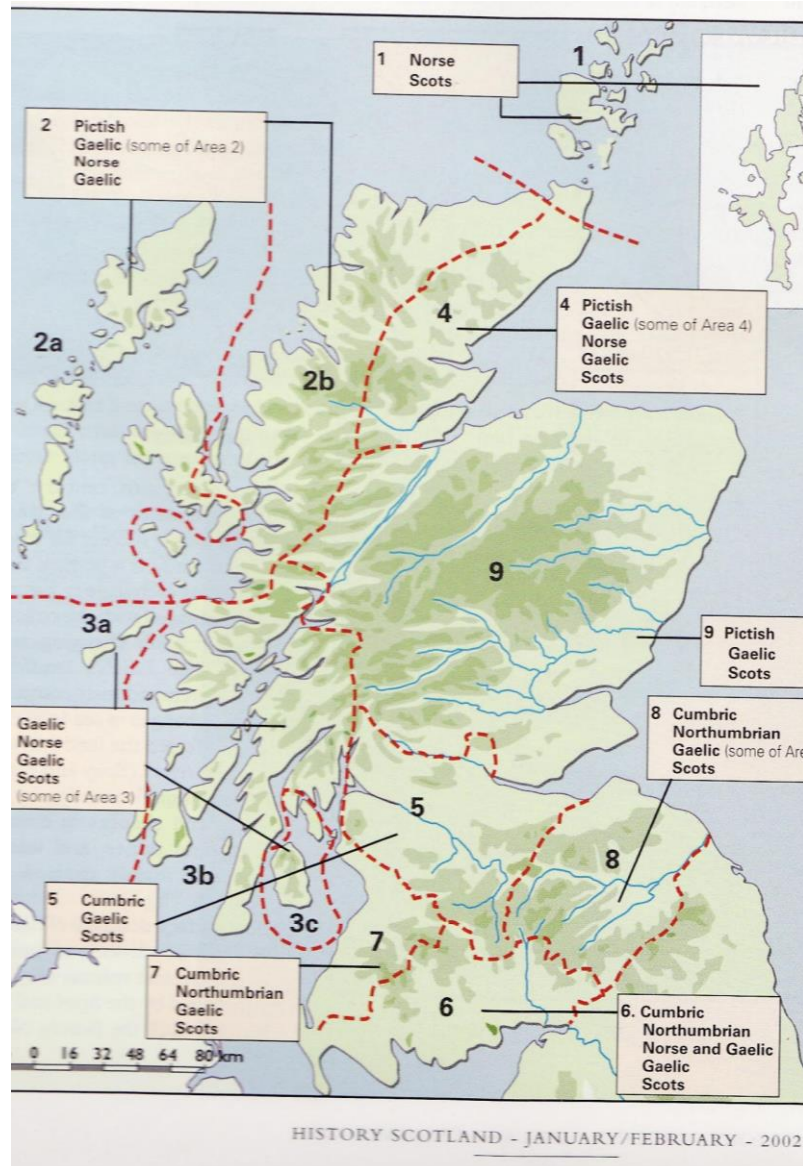 1 Norse
Scots
1
2 Pictish
Gaelic (some of Area 2)
Norse
Gaelic
2a
2b
4
4 Pictish
Gaelic (some of Area 4)
Norse
Gaelic
Scots
9
3a
9 Pictish
Gaelic
Scots
Gaelic
Norse
Gaelic
Scots
(some of Area 3)
8 Cumbric
Northumbrian
Gaelic (some of Are
Scots
5
8
3b
5 Cumbric
Gaelic
Scots
3c
7
7 Cumbric
Northumbrian
Gaelic
Scots
6
6. Cumbric
Northumbrian
Norse and Gaelic
Gaelic
Scots
0 16 32 48 64 80 km
HISTORY SCOTLAND - JANUARY/FEBRUARY - 2002